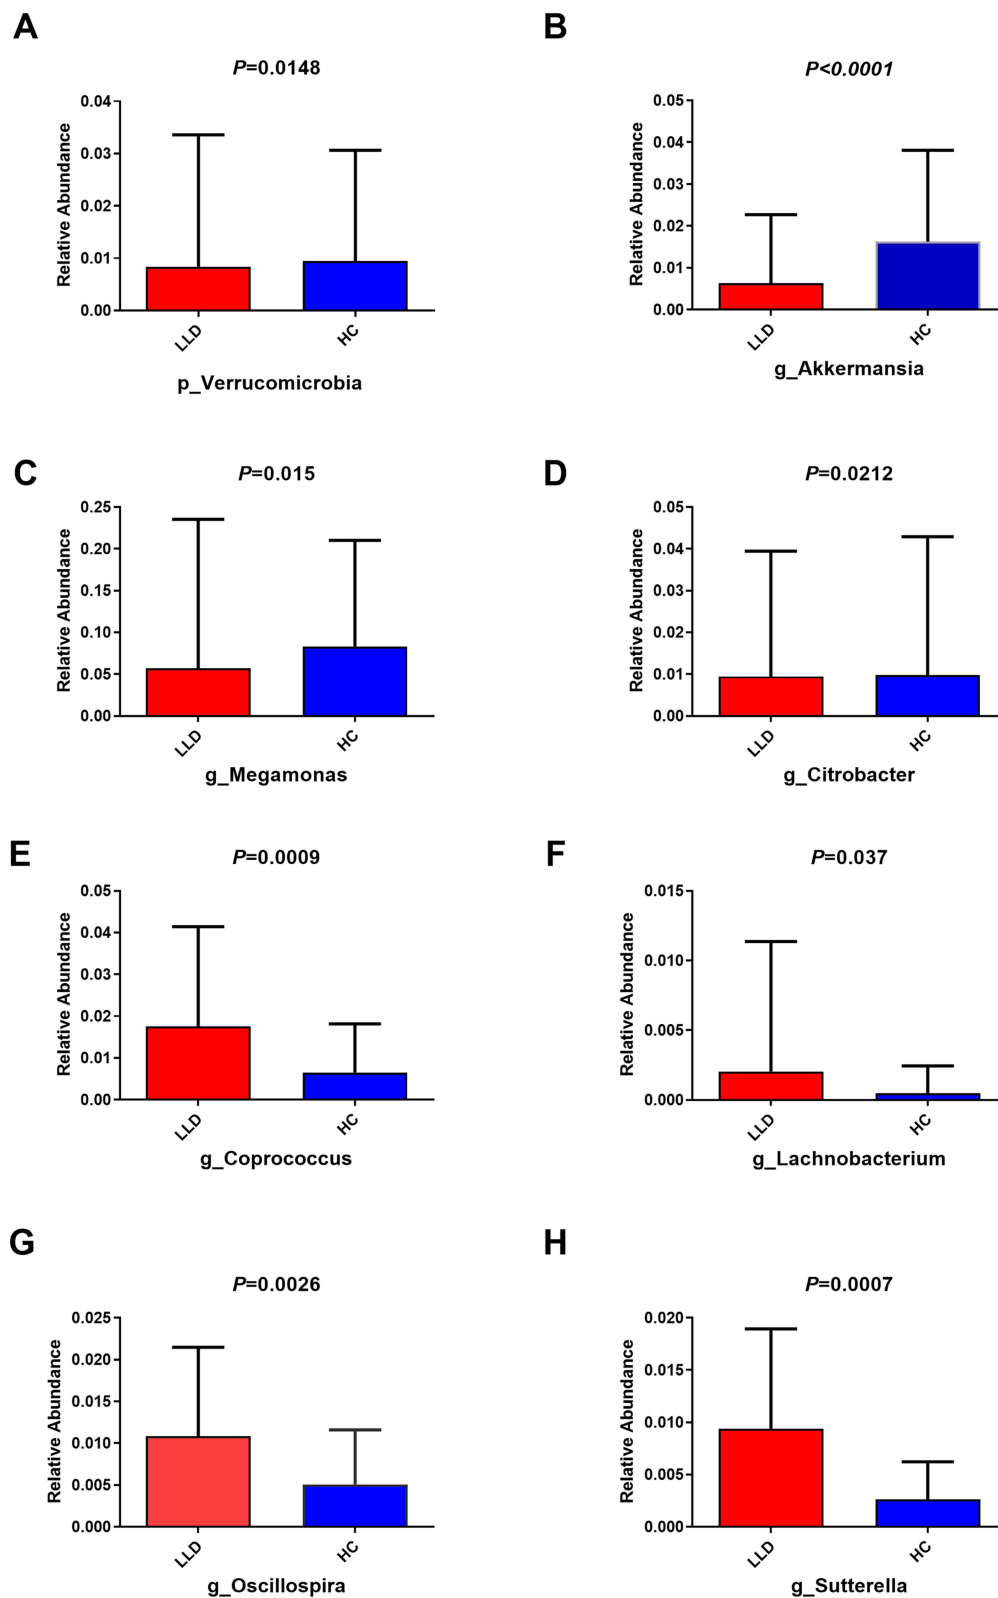 A
P=0.0148
Relative Abundance
0.04
0.03
0.02
0.01
0.00
LLD
HC
p_Verrucomicrobia
B
P<0.0001
Relative Abundance
0.05
0.04
0.03
0.02
0.01
0.00
LLD
HC
g_Akkermansia
C
P=0.015
Relative Abundance
0.25
0.20
0.15
0.10
0.05
0.00
LLD
HC
g_Megamonas
D
P=0.0212
Relative Abundance
0.05
0.04
0.03
0.02
0.01
0.00
LLD
HC
g_Citrobacter
E
P=0.0009
Relative Abundance
0.05
0.04
0.03
0.02
0.01
0.00
LLD
HC
g_Coprococcus
F
P=0.037
Relative Abundance
0.015
0.010
0.005
0.000
LLD
HC
g_Lachnobacterium
G
P=0.0026
Relative Abundance
0.025
0.020
0.015
0.010
0.005
0.000
LLD
HC
g_Oscillospira
H
P=0.0007
Relative Abundance
0.020
0.015
0.010
0.005
0.000
LLD
HC
g_Sutterella